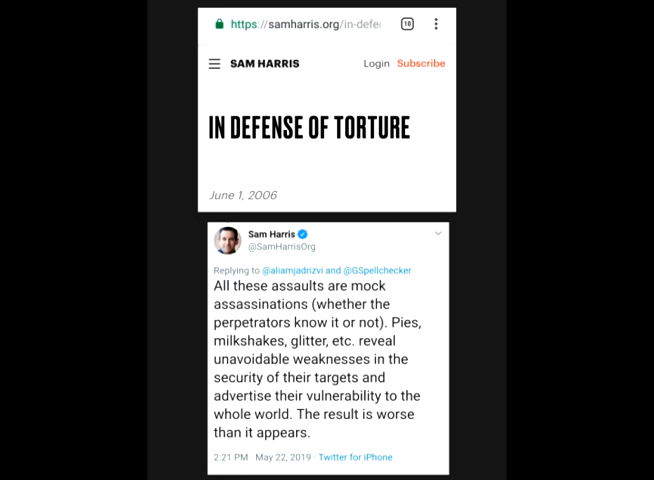 https://samharris.org/in-defe
10
SAM HARRIS
Login Subscribe
IN DEFENSE OF TORTURE
June 1, 2006
Sam Harris
@SamHarrisOrg
Replying to @aliamjadrizvi and @GSpellchecker
All these assaults are mock
assassinations (whether the
perpetrators know it or not). Pies,
milkshakes, glitter, etc. reveal
unavoidable weaknesses in the
security of their targets and
advertise their vulnerability to the
whole world. The result is worse
than it appears.
2:21 PM · May 22, 2019 · Twitter for iPhone